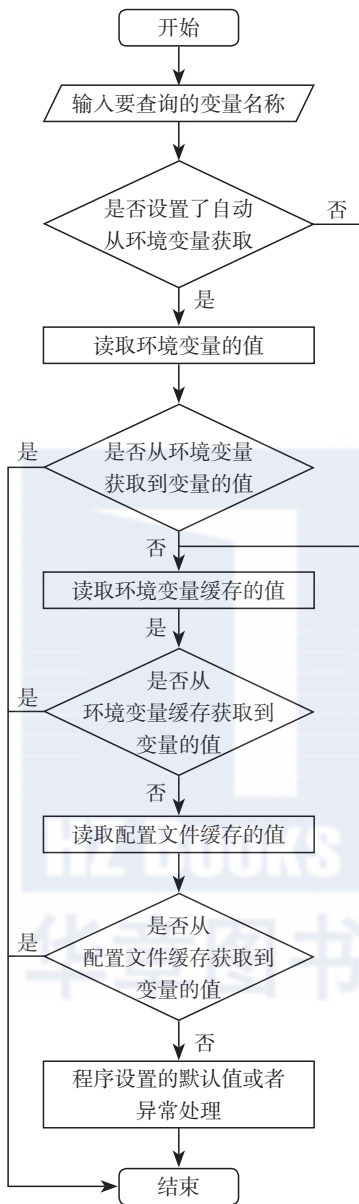 开始
输入要查询的变量名称
是否设置了自动
从环境变量获取
否
是
读取环境变量的值
是
是否从环境变量
获取到变量的值
否
读取环境变量缓存的值
是
是否从
是
环境变量缓存获取到
变量的值
否
读取配置文件缓存的值
HZ BOOKS
华章图书
是否从
是
配置文件缓存获取到
变量的值
否
程序设置的默认值或者
异常处理
结束